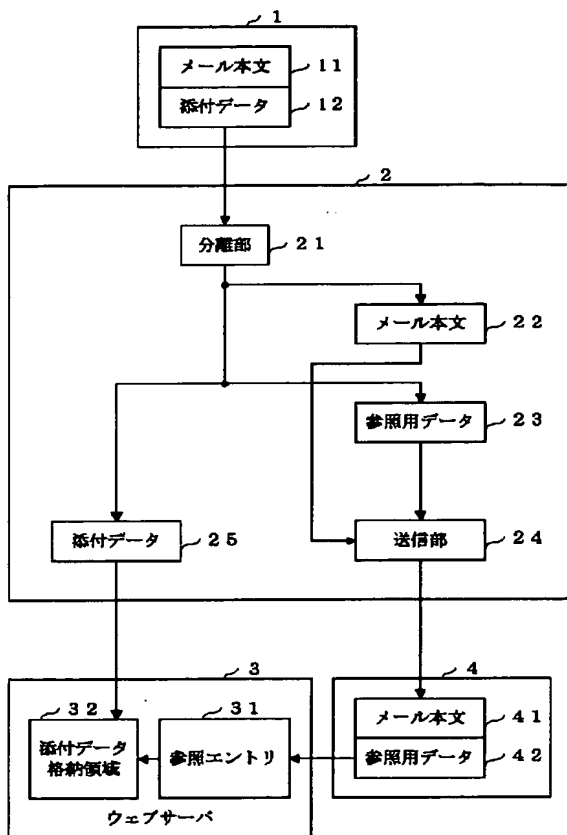 1
メール本文 11
添付データ 12
2
分離部 21
メール本文 22
参照用データ 23
添付データ 25
送信部 24
3
4
32
31
添付データ
格納領域
参照エントリ
メール本文 41
参照用データ 42
ウェブサーバ